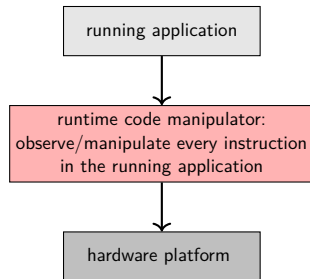 running application
runtime code manipulator:
observe/manipulate every instruction
in the running application
hardware platform